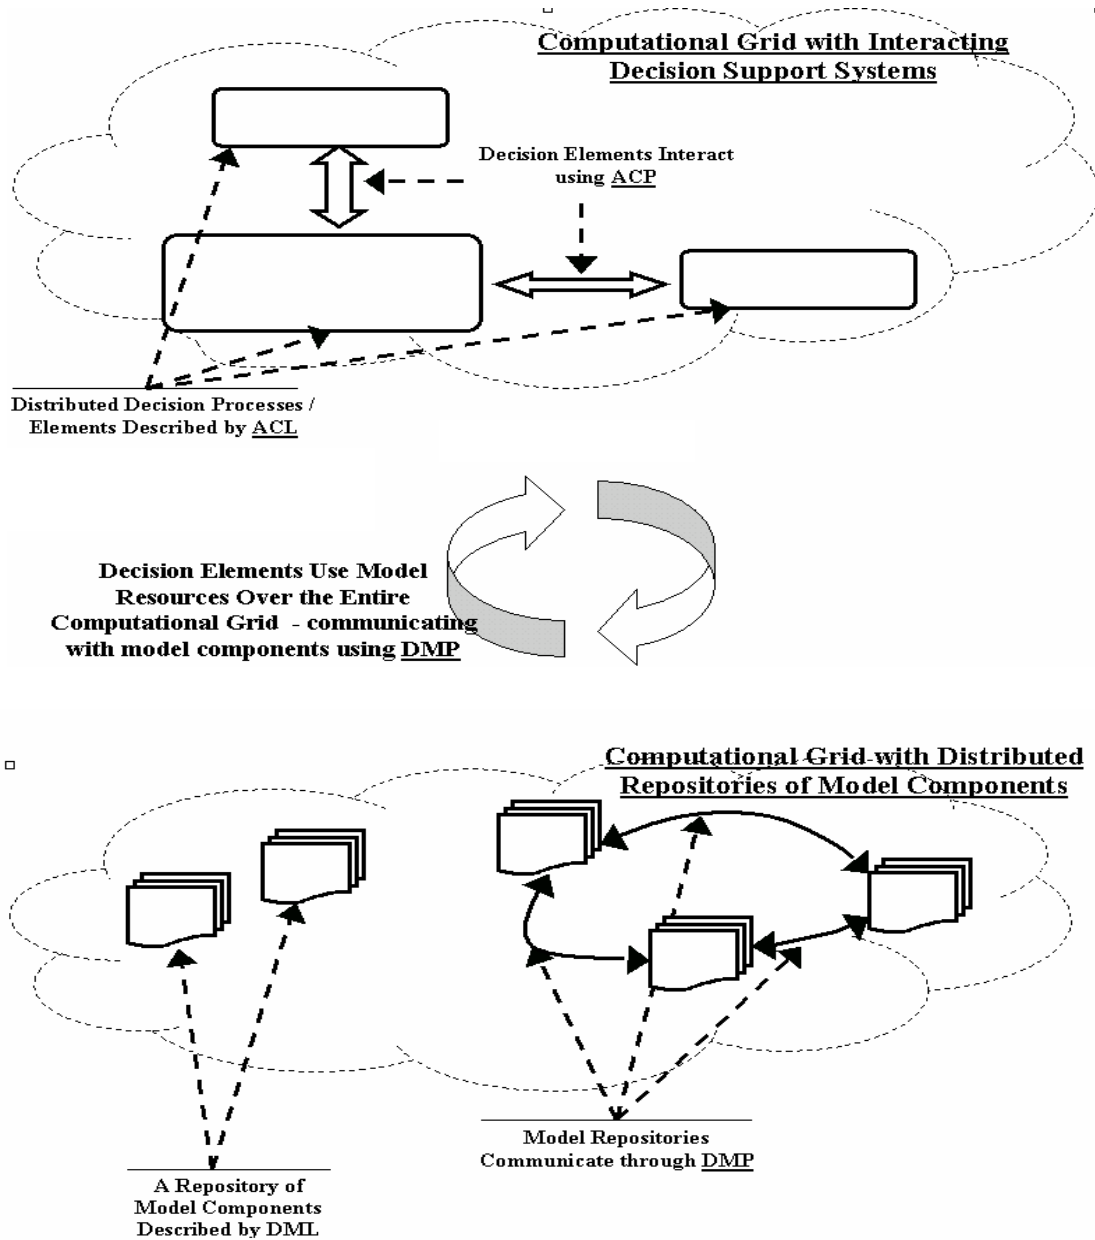 Computational Grid with Interacting
Decision Support Systems
Decision Elements Interact
using ACP
Distributed Decision Processes /
Elements Described by ACL
Decision Elements Use Model
Resources Over the Entire
Computational Grid - communicating
with model components using DMP
Computational Grid with Distributed
Repositories of Model Components
Model Repositories
Communicate through DMP
A Repository of
Model Components
Described by DML